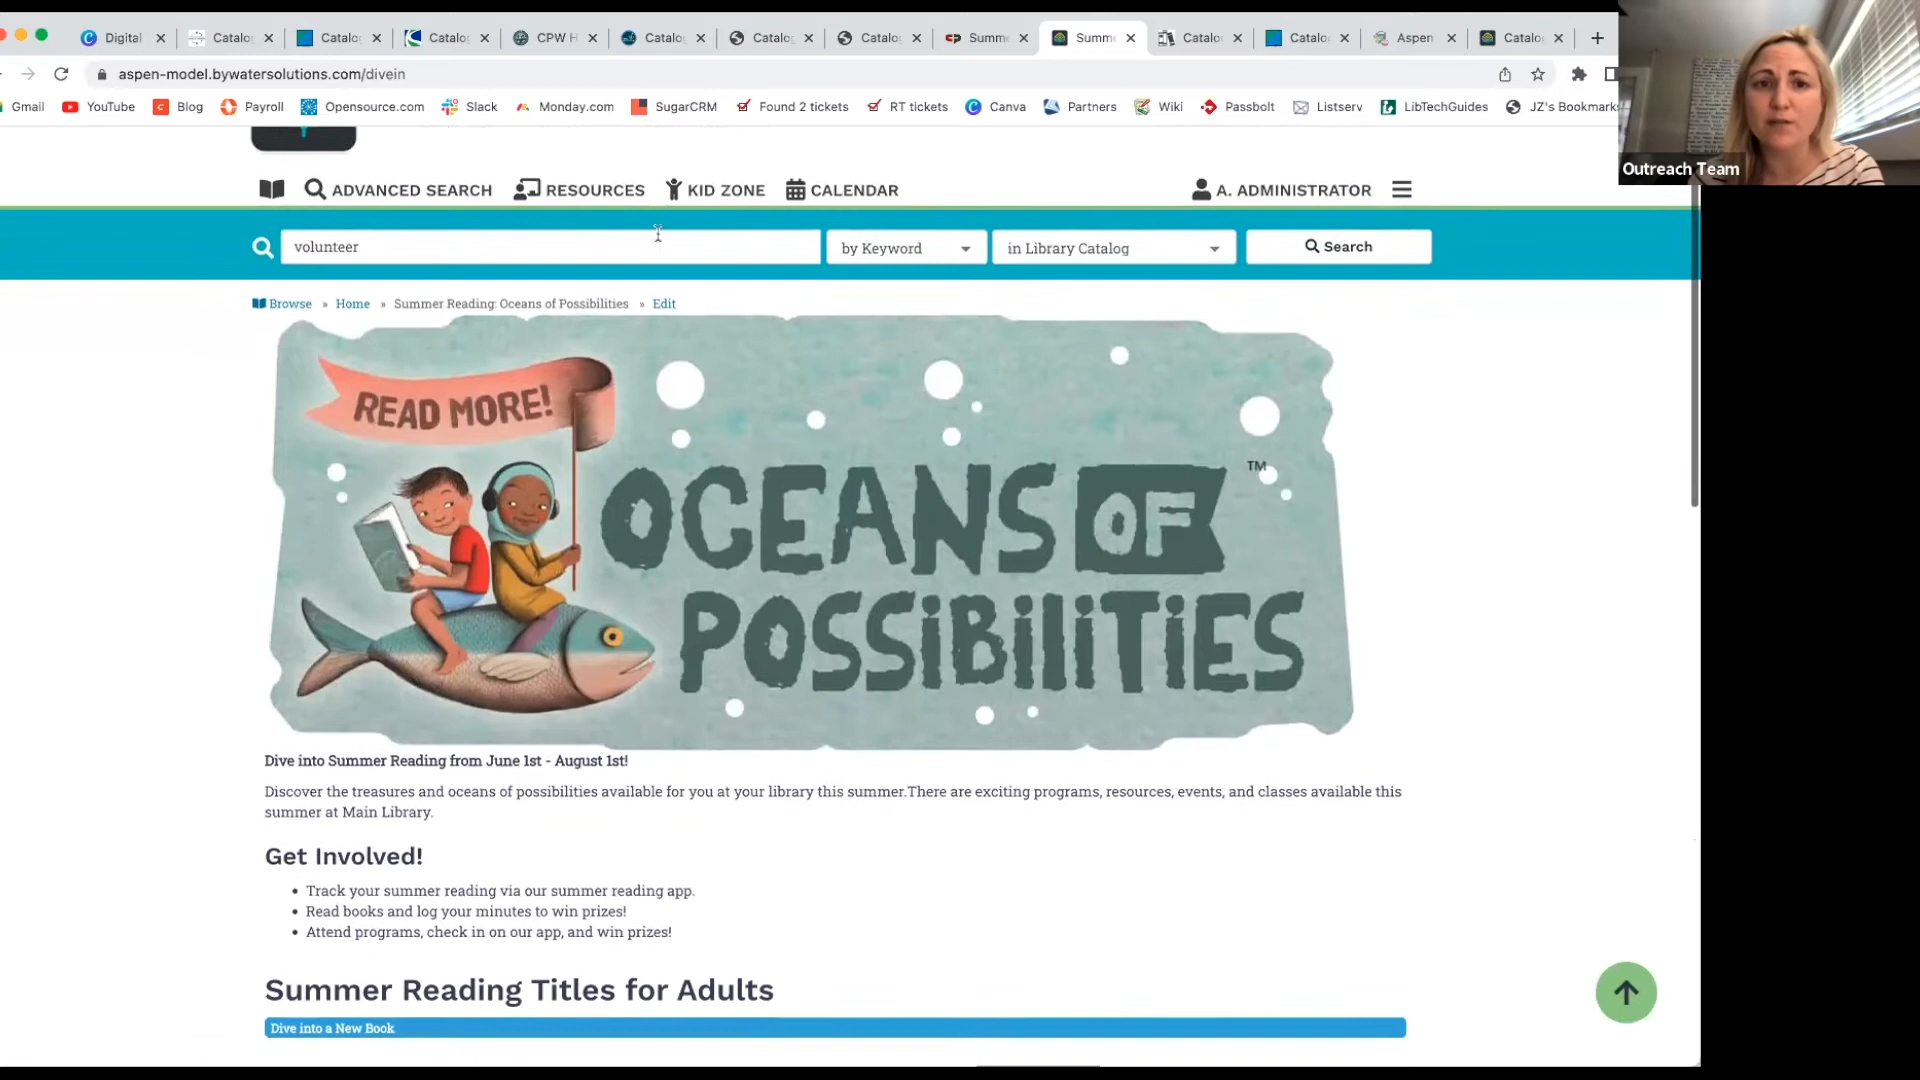 Digital
Catalo
Catalo
Catalo
CPW H
Catalo
Catalo
Catalo
Summ
Summ
Catalo
Catalo
Aspen
Catalo
aspen-model.bywatersolutions.com/divein
Gmail
YouTube
Blog
Payroll
Opensource.com
Slack
Monday.com
SugarCRM
Found 2 tickets
RT tickets
Canva
Partners
Wiki
Passbolt
Listserv
LibTechGuides
JZ's Bookmark
Outreach Team
ADVANCED SEARCH
RESOURCES
KID ZONE
CALENDAR
A. ADMINISTRATOR
volunteer
by Keyword
in Library Catalog
Search
Browse » Home » Summer Reading: Oceans of Possibilities » Edit
READ MORE!
OCEANS OF
TM
POSSIBILITIES
Dive into Summer Reading from June 1st - August 1st!
Discover the treasures and oceans of possibilities available for you at your library this summer.There are exciting programs, resources, events, and classes available this
summer at Main Library.
Get Involved!
• Track your summer reading via our summer reading app.
• Read books and log your minutes to win prizes!
• Attend programs, check in on our app, and win prizes!
Summer Reading Titles for Adults
Dive into a New Book